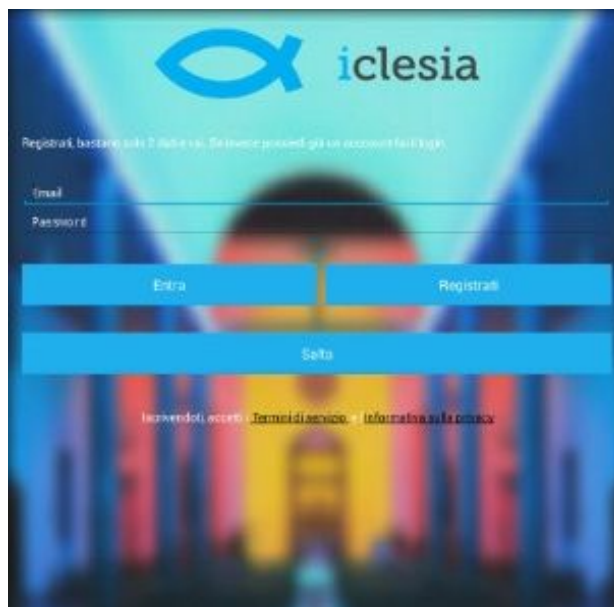 iclesia
Registrati, bastano solo 2 dati e vai. Se invece possiedi già un account fai il login.
Email
Password
Entra
Registrati
Salta
Iscrivendoti, accetti i Termini di servizio e l'Informativa sulla privacy